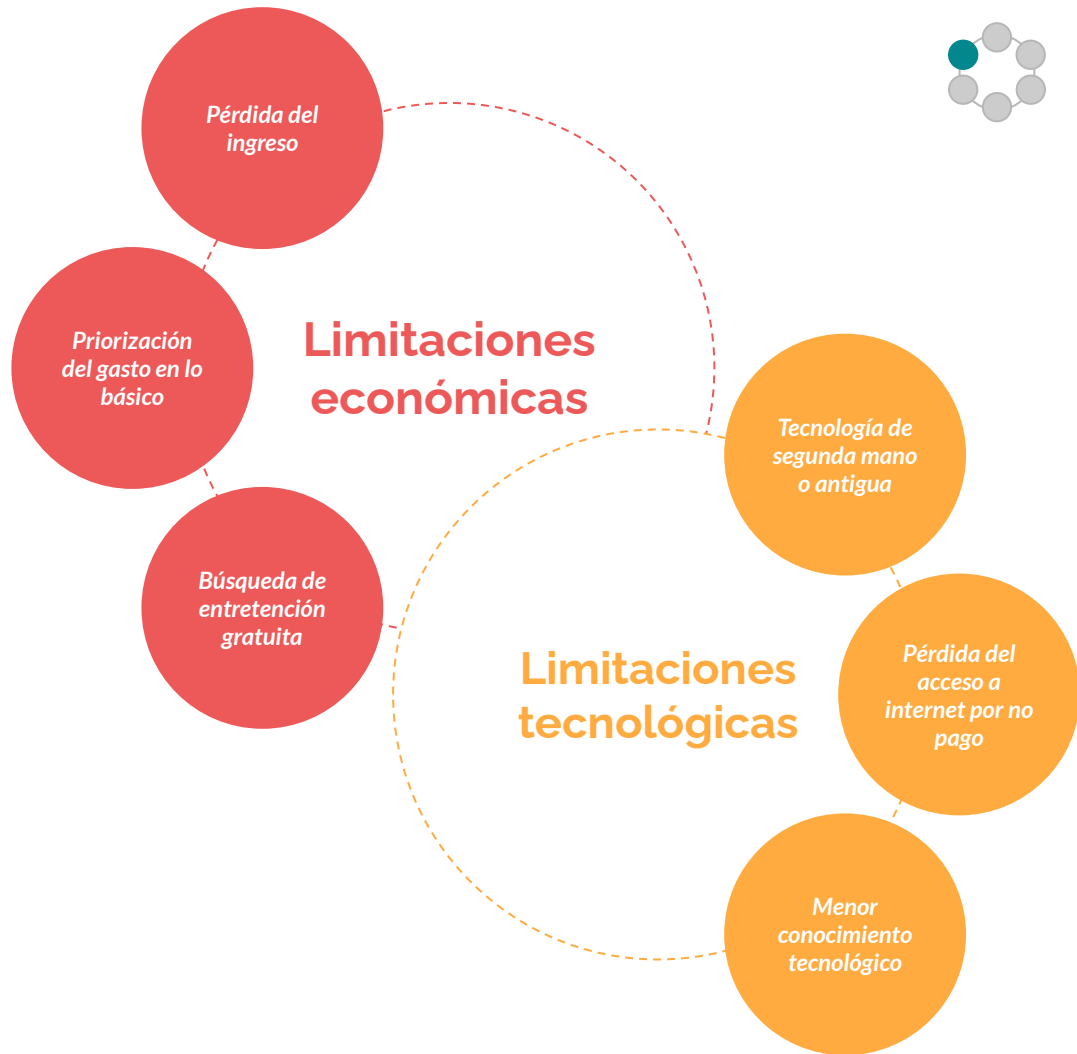 Pérdida del
ingreso
Priorización
del gasto en lo
básico
Limitaciones
económicas
Búsqueda de
entretención
gratuita
Tecnología de
segunda mano
o antigua
Limitaciones
tecnológicas
Pérdida del
acceso a
internet por no
pago
Menor
conocimiento
tecnológico